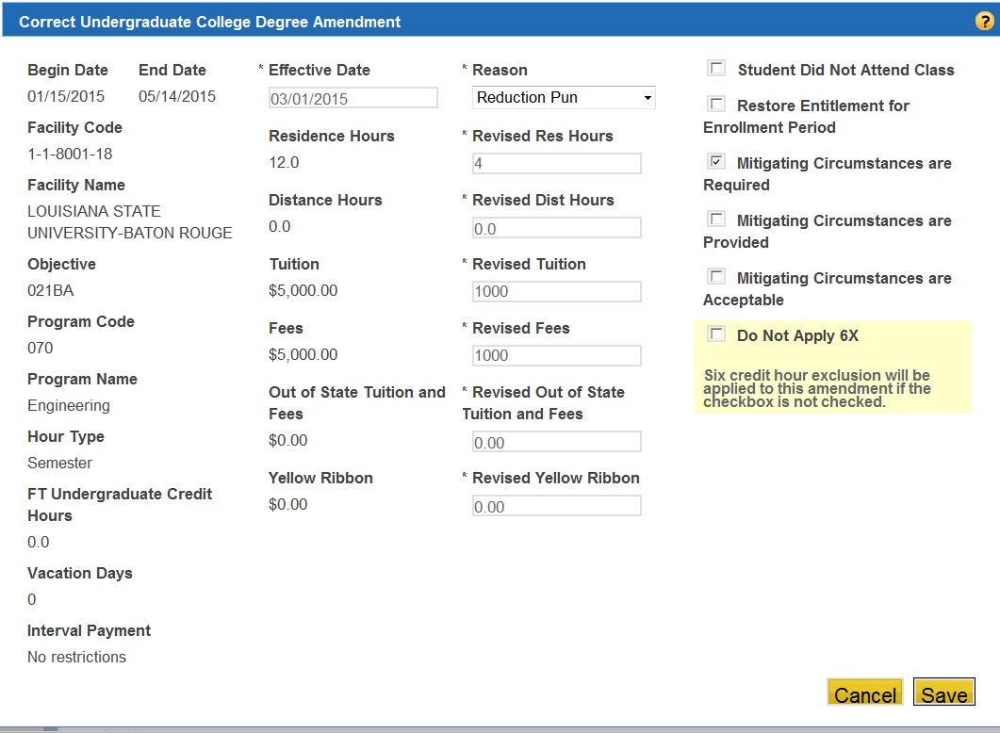 Correct Undergraduate College Degree Amendment
?
Begin Date End Date
01/15/2015 05/14/2015
Facility Code
1-1-8001-18
Facility Name
LOUISIANA STATE
UNIVERSITY-BATON ROUGE
Objective
021BA
Program Code
070
Program Name
Engineering
Hour Type
Semester
FT Undergraduate Credit
Hours
0.0
Vacation Days
0
Interval Payment
No restrictions
* Effective Date
03/01/2015
Residence Hours
12.0
Distance Hours
0.0
Tuition
$5,000.00
Fees
$5,000.00
Out of State Tuition and
Fees
$0.00
Yellow Ribbon
$0.00
* Reason
Reduction Pun
* Revised Res Hours
4
* Revised Dist Hours
0.0
* Revised Tuition
1000
* Revised Fees
1000
* Revised Out of State
Tuition and Fees
0.00
* Revised Yellow Ribbon
0.00
Student Did Not Attend Class
Restore Entitlement for
Enrollment Period
Mitigating Circumstances are
Required
Mitigating Circumstances are
Provided
Mitigating Circumstances are
Acceptable
Do Not Apply 6X
Six credit hour exclusion will be
applied to this amendment if the
checkbox is not checked.
Cancel Save